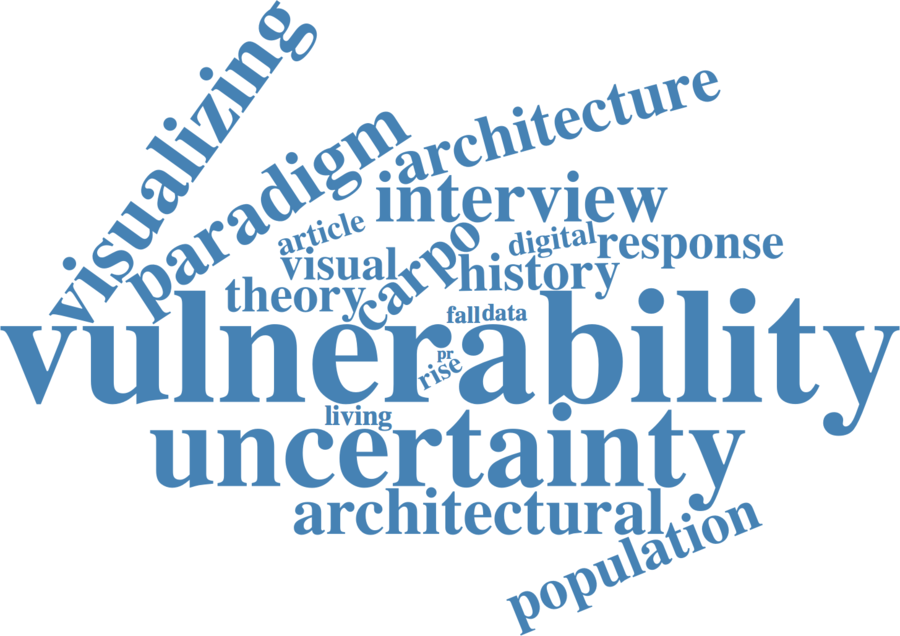 visualizing
architecture
paradigm
interview
article
digital
response
visual
carpo
history
theory
fall
data
vulnerability
pr
rise
living
uncertainty
architectural
population